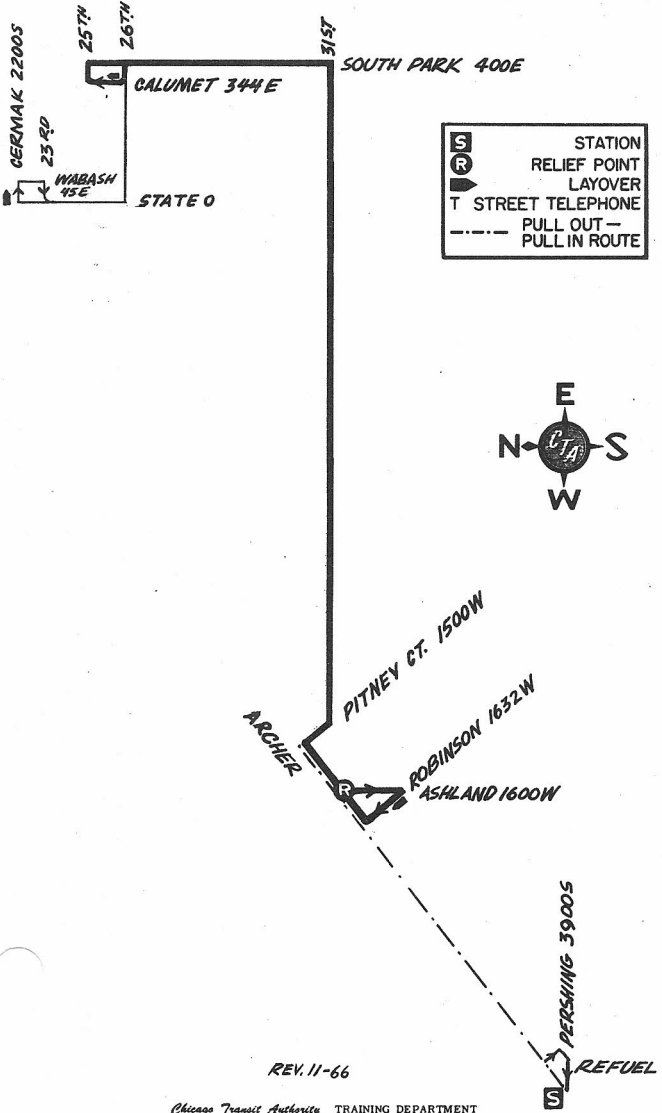 25TH
26TH
31ST
SOUTH PARK 400E
CALUMET 344E
CERMAK 2200S
23RD
WABASH
45E
STATE 0
S STATION
R RELIEF POINT
LAYOVER
T STREET TELEPHONE
PULL OUT —
PULL IN ROUTE
E
N CTA S
W
PITNEY CT. 1500W
ARCHER
ROBINSON 1632W
R
ASHLAND 1600W
PERSHING 3900S
REFUEL
S
REV. 11-66
Chicago Transit Authority TRAINING DEPARTMENT